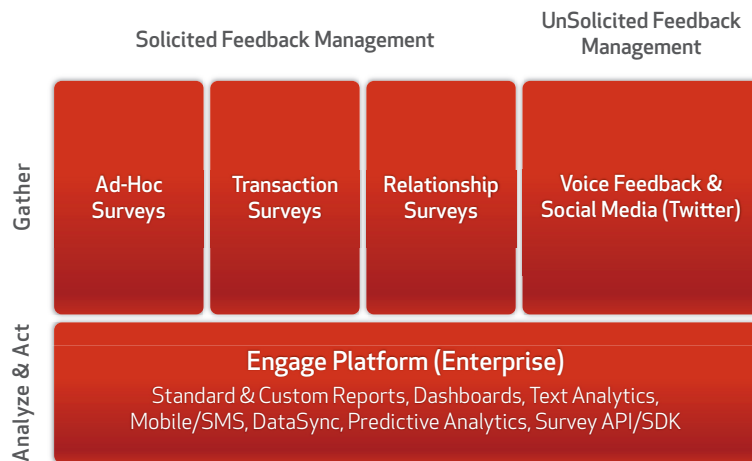 Solicited Feedback Management
UnSolicited Feedback
Management
Gather
Ad-Hoc
Surveys
Transaction
Surveys
Relationship
Surveys
Voice Feedback &
Social Media (Twitter)
Analyze & Act
Engage Platform (Enterprise)
Standard & Custom Reports, Dashboards, Text Analytics,
Mobile/SMS, DataSync, Predictive Analytics, Survey API/SDK